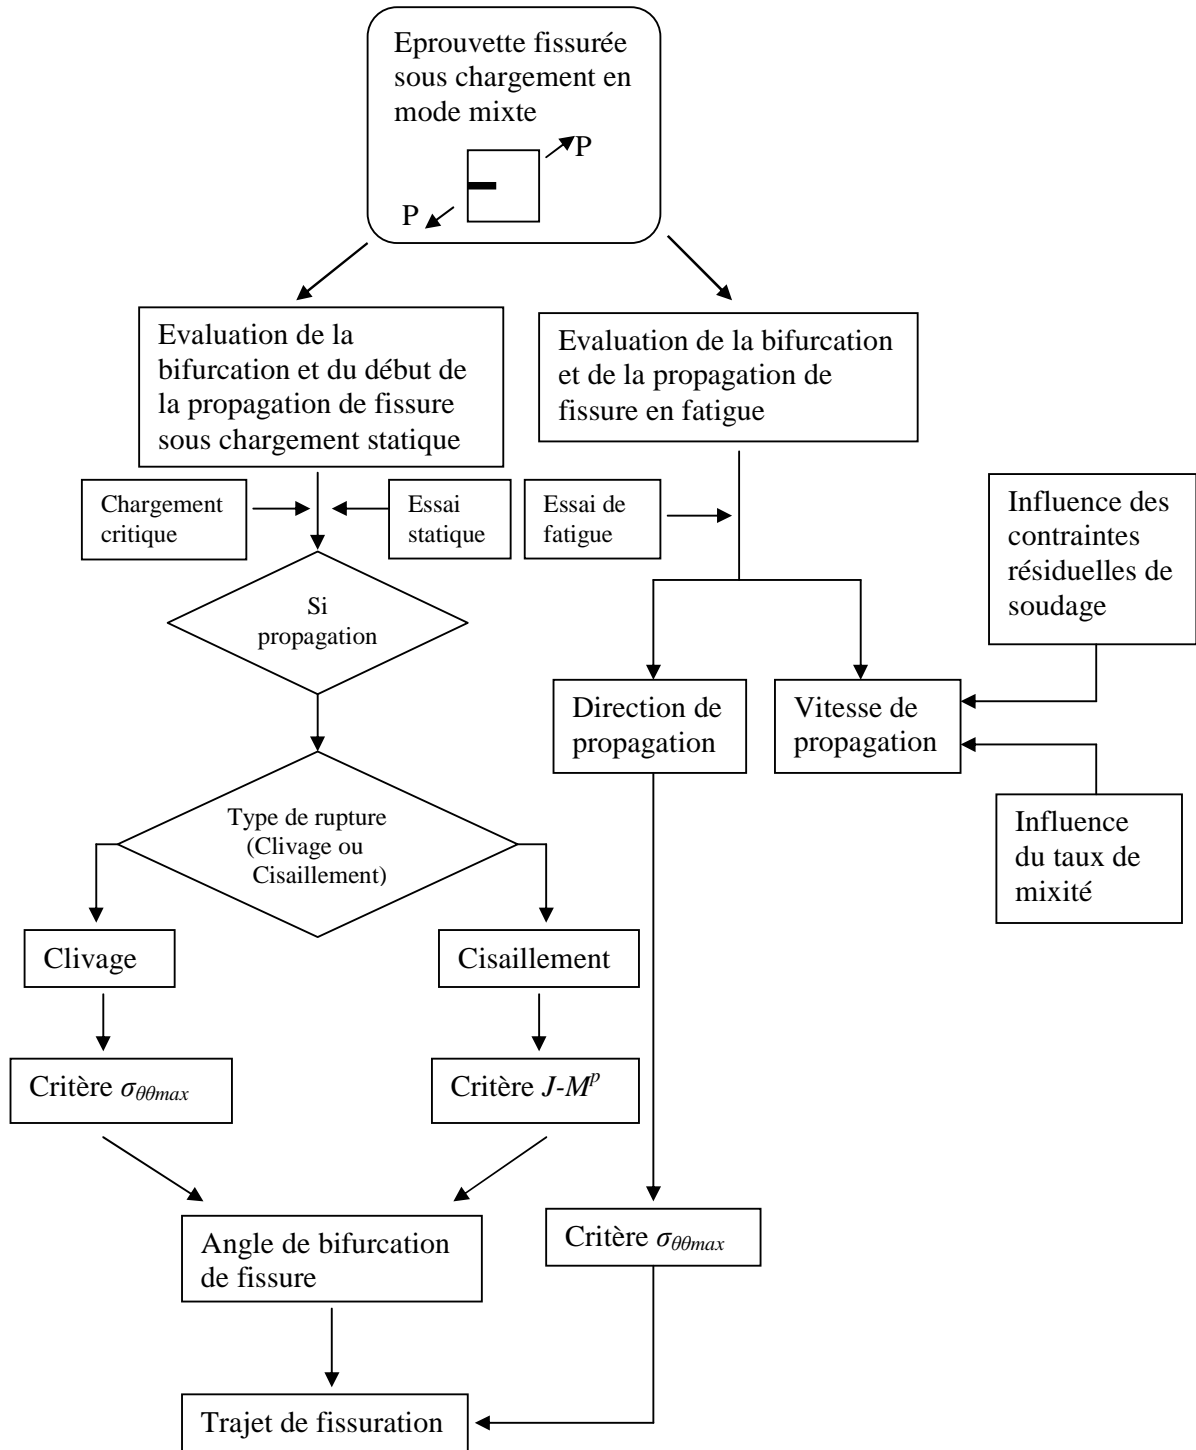 Eprouvette fissurée
sous chargement en
mode mixte
P
P
Evaluation de la
bifurcation et du début de
la propagation de fissure
sous chargement statique
Evaluation de la bifurcation
et de la propagation de
fissure en fatigue
Chargement
critique
Essai
statique
Essai de
fatigue
Influence des
contraintes
résiduelles de
soudage
Si
propagation
Direction de
propagation
Vitesse de
propagation
Type de rupture
(Clivage ou
Cisaillement)
Influence
du taux de
mixité
Clivage
Cisaillement
Critère σθθmax
Critère J-M^p
Angle de bifurcation
de fissure
Critère σθθmax
Trajet de fissuration